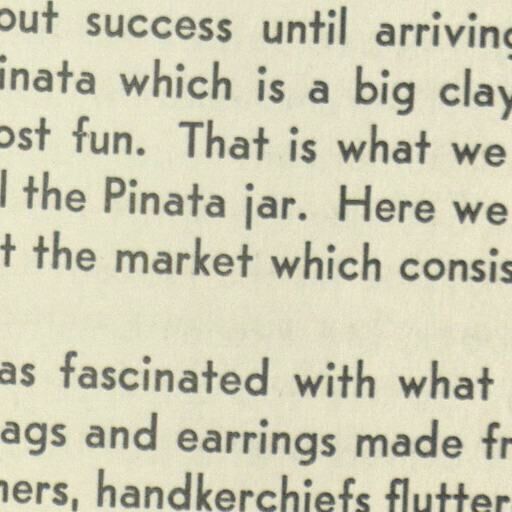 out success until arriving
inata which is a big clay
ost fun. That is what we
l the Pinata jar. Here we
t the market which consis
as fascinated with what
ags and earrings made fr
ners, handkerchiefs flutter